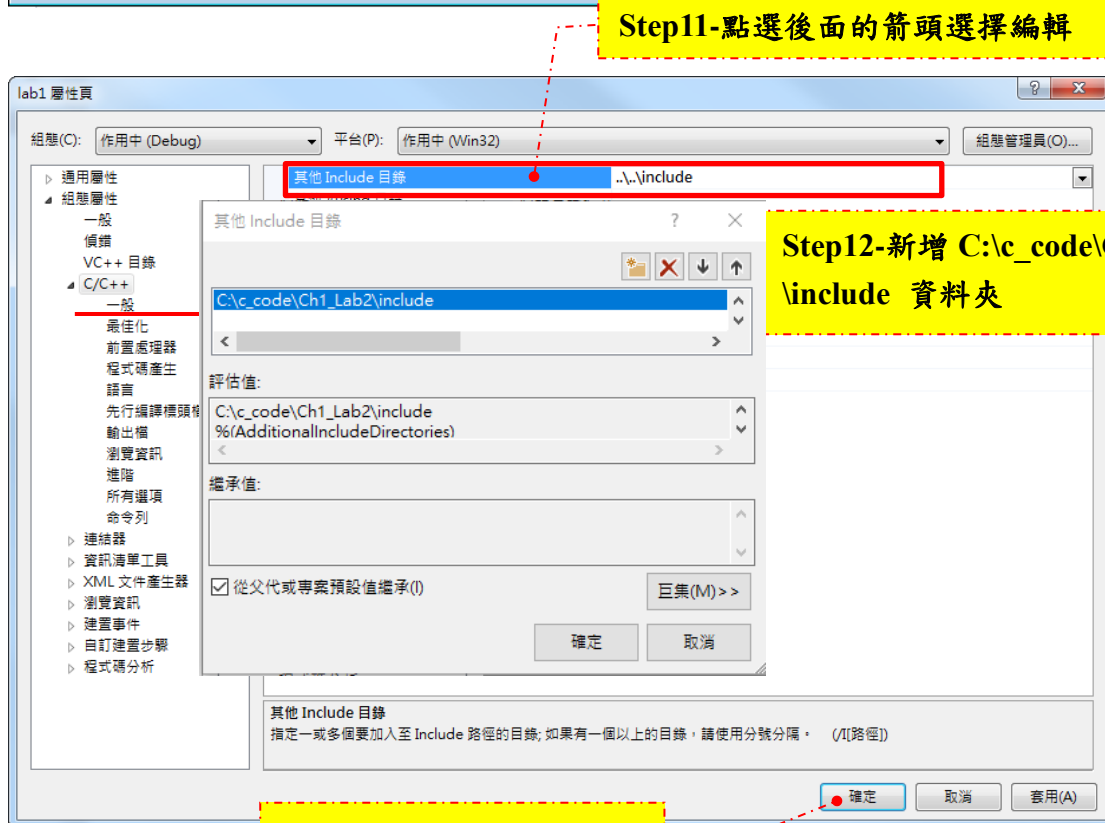 Step11-點選後面的箭頭選擇編輯
lab1 屬性頁
組態(C): 作用中 (Debug) 平台(P): 作用中 (Win32) 組態管理員(O)...
通用屬性
組態屬性
一般
偵錯
VC++ 目錄
C/C++
一般
最佳化
前置處理器
程式碼產生
語言
先行編譯標頭檔
輸出檔
瀏覽資訊
進階
所有選項
命令列
連結器
資訊清單工具
XML 文件產生器
瀏覽資訊
建置事件
自訂建置步驟
程式碼分析
其他 Include 目錄 ..\..\include
其他 Include 目錄
C:\c_code\Ch1_Lab2\include
評估值:
C:\c_code\Ch1_Lab2\include
%(AdditionalIncludeDirectories)
繼承值:
從父代或專案預設值繼承(I)
巨集(M)>>
確定 取消
Step12-新增 C:\c_code\
\include 資料夾
其他 Include 目錄
指定一或多個要加入至 Include 路徑的目錄; 如果有一個以上的目錄，請使用分號分隔。 (/I[路徑])
確定 取消 套用(A)